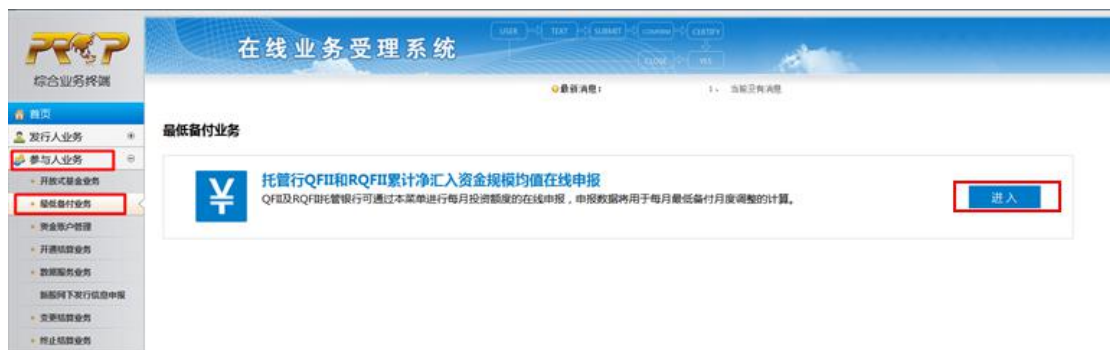 PROP
综合业务终端
在线业务受理系统
USER
TEXT
SUBMIT
CONFIRM
CERTIFY
CLOSE
YES
最新消息：
1、 当前没有消息
首页
发行人业务
参与人业务
开放式基金业务
最低备付业务
资金账户管理
开通结算业务
数据服务业务
新股网下发行信息申报
变更结算业务
终止结算业务
最低备付业务
托管行QFII和RQFII累计净汇入资金规模均值在线申报
QFII及RQFII托管银行可通过本菜单进行每月投资额度的在线申报，申报数据将用于每月最低备付月度调整的计算。
进入